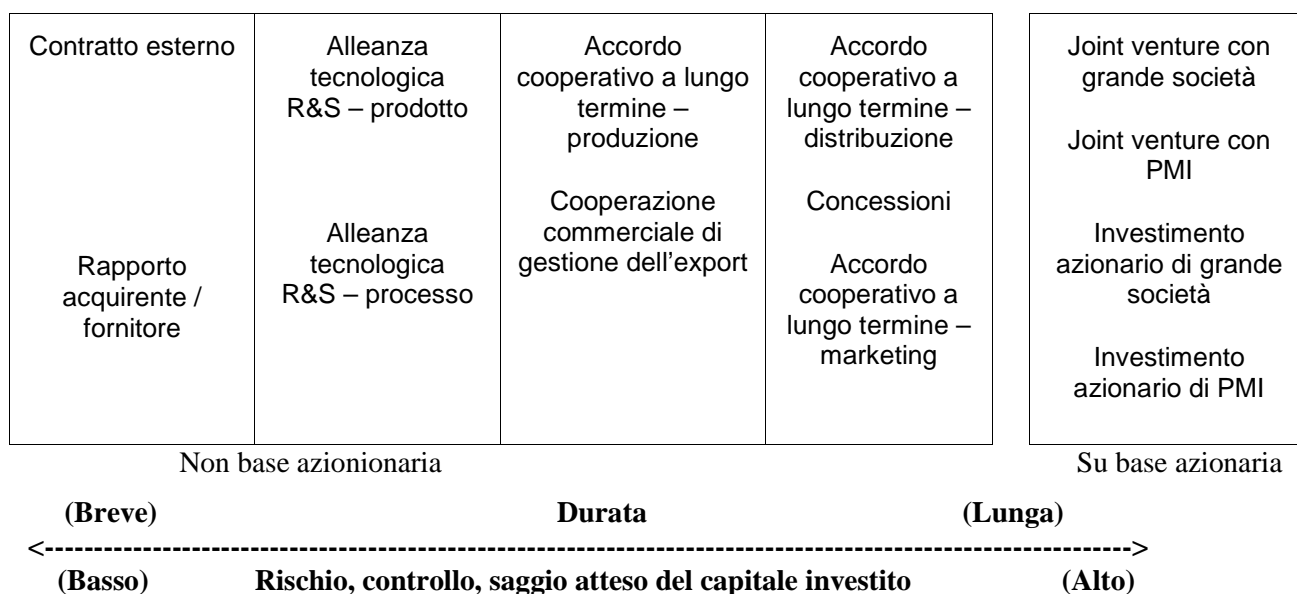 Contratto esterno
Rapporto
acquirente /
fornitore
Alleanza
tecnologica
R&S – prodotto
Alleanza
tecnologica
R&S – processo
Accordo
cooperativo a lungo
termine –
produzione
Cooperazione
commerciale di
gestione dell'export
Accordo
cooperativo a
lungo termine –
distribuzione
Concessioni
Accordo
cooperativo a
lungo termine –
marketing
Joint venture con
grande società
Joint venture con
PMI
Investimento
azionario di grande
società
Investimento
azionario di PMI
Non base azionionaria
Su base azionaria
(Breve) Durata (Lunga)
<-------------------------------------------------------------------------------------------------------------->
(Basso) Rischio, controllo, saggio atteso del capitale investito (Alto)